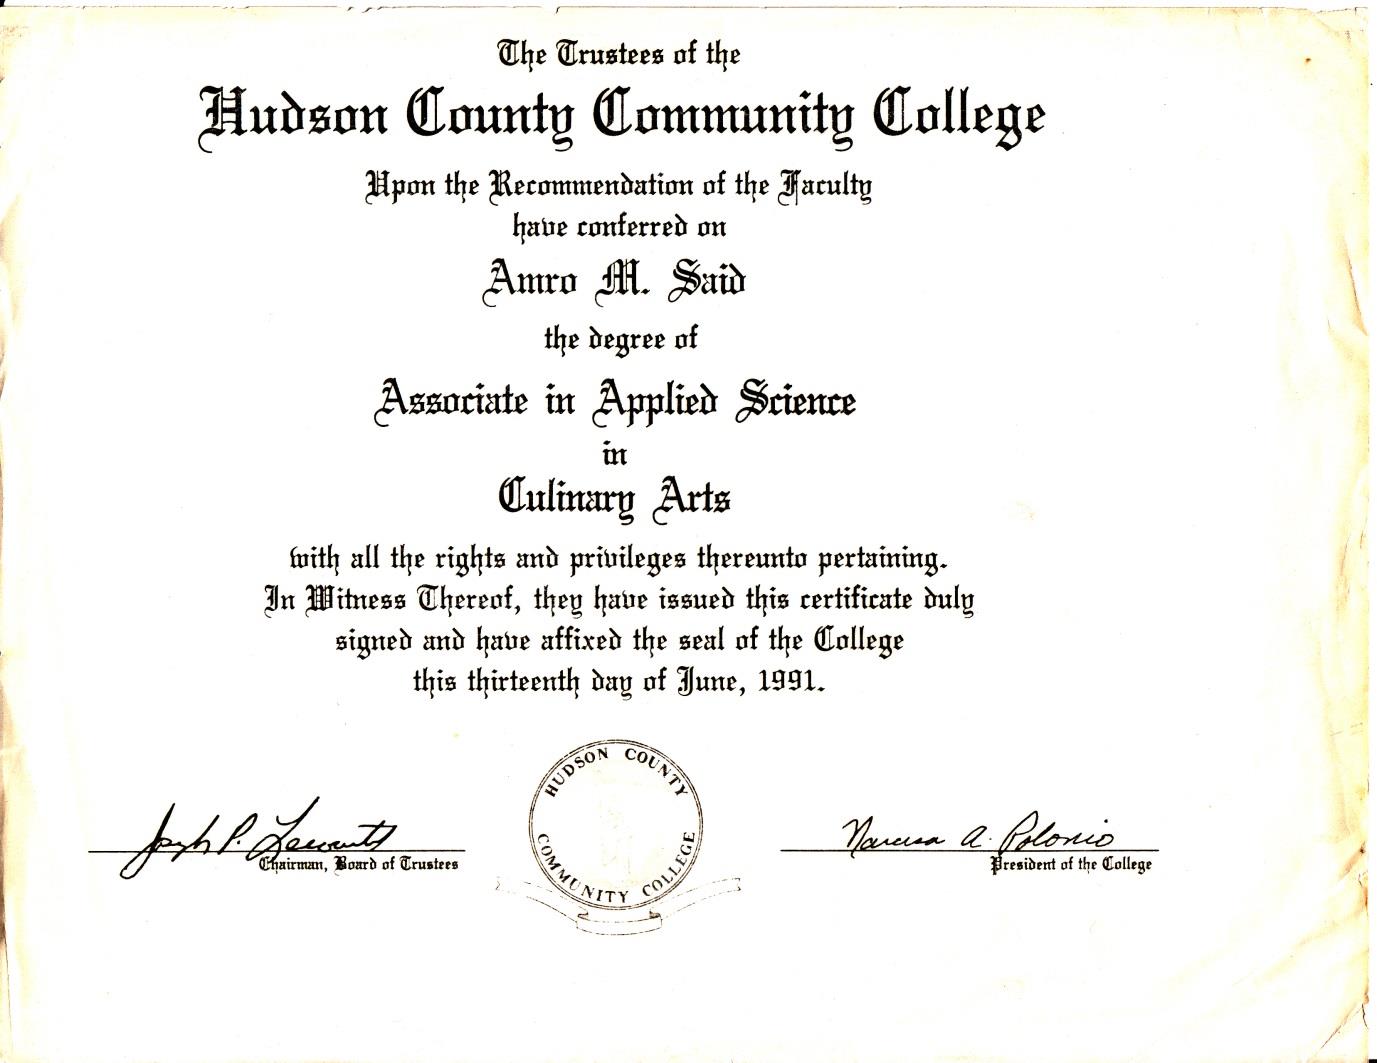 The Trustees of the
Hudson County Community College
Upon the Recommendation of the Faculty
have conferred on
Amro M. Said
the degree of
Associate in Applied Science
in
Culinary Arts
with all the rights and privileges thereunto pertaining.
In Witness Thereof, they have issued this certificate duly
signed and have affixed the seal of the College
this thirteenth day of June, 1991.
HUDSON COUNTY
COMMUNITY COLLEGE
Joseph P.
A. Polonio
Chairman, Board of Trustees
President of the College